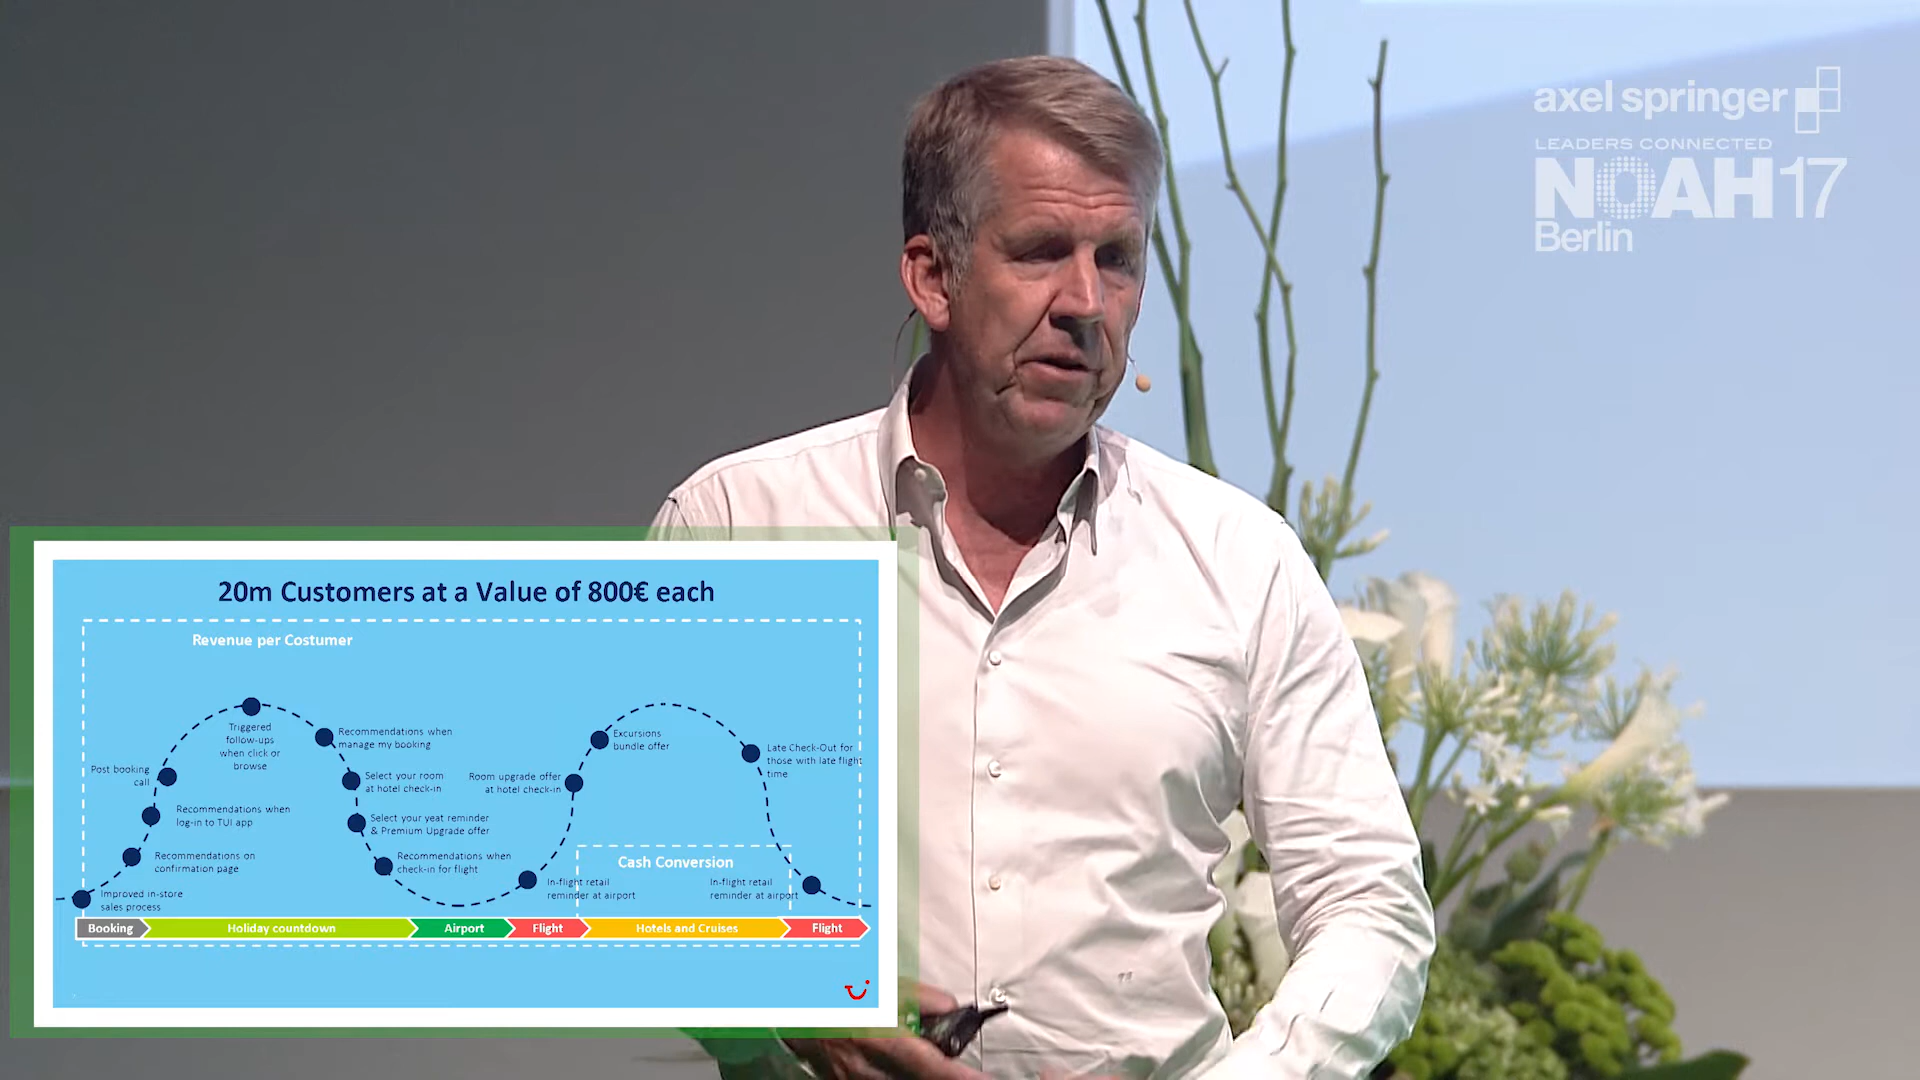 axel springer
LEADERS CONNECTED
NOAH17
Berlin
20m Customers at a Value of 800€ each
Revenue per Costumer
Triggered
follow-ups
when click or
browse
Recommendations when
manage my booking
Excursions
bundle offer
Late Check-Out for
those with late flight
time
Post booking
call
Select your room
at hotel check-in
Room upgrade offer
at hotel check-in
Recommendations when
log-in to TUI app
Select your yeat reminder
& Premium Upgrade offer
Recommendations on
confirmation page
Recommendations when
check-in for flight
Cash Conversion
In-flight retail
reminder at airport
In-flight retail
reminder at airport
Improved in-store
sales process
Booking
Holiday countdown
Airport
Flight
Hotels and Cruises
Flight